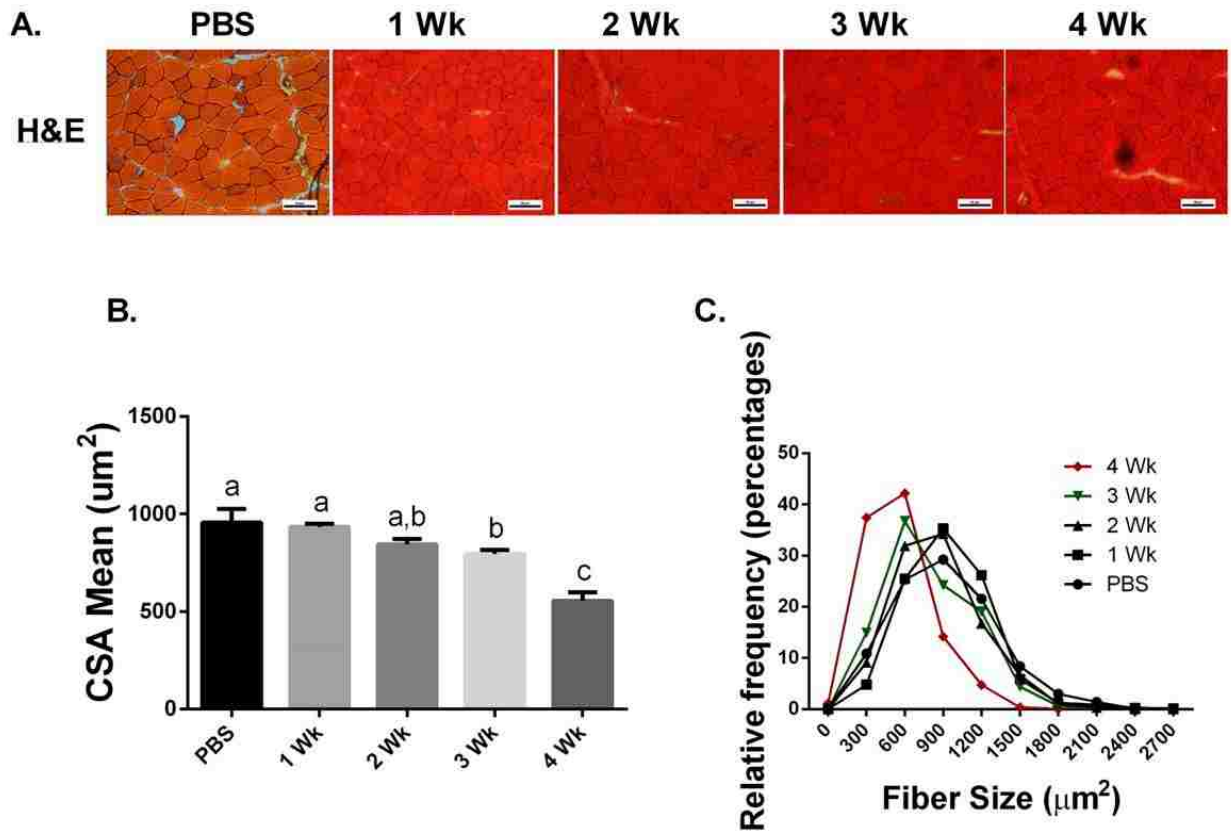 A.
PBS
1 Wk
2 Wk
3 Wk
4 Wk
H&E
B.
CSA Mean (um²)
1500
1000
500
0
a
a
a,b
b
c
PBS
1 Wk
2 Wk
3 Wk
4 Wk
C.
Relative frequency (percentages)
50
40
30
20
10
0
4 Wk
3 Wk
2 Wk
1 Wk
PBS
0
300
600
900
1200
1500
1800
2100
2400
2700
Fiber Size (μm²)